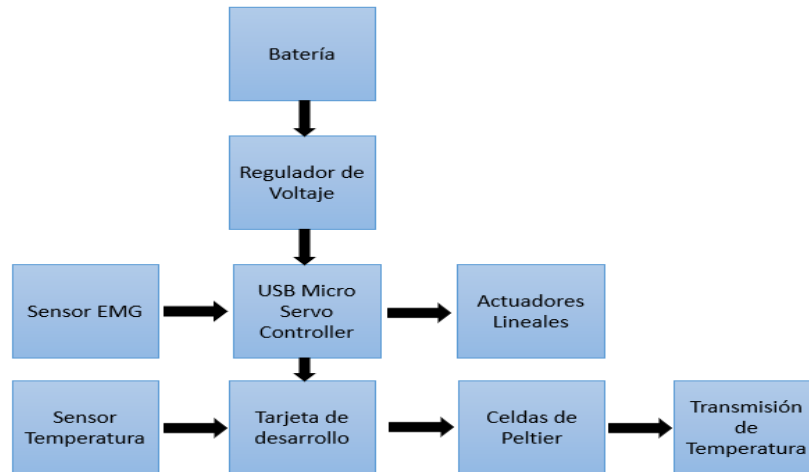 Batería
Regulador de
Voltaje
Sensor EMG
USB Micro
Servo
Controller
Actuadores
Lineales
Sensor
Temperatura
Tarjeta de
desarrollo
Celdas de
Peltier
Transmisión
de
Temperatura